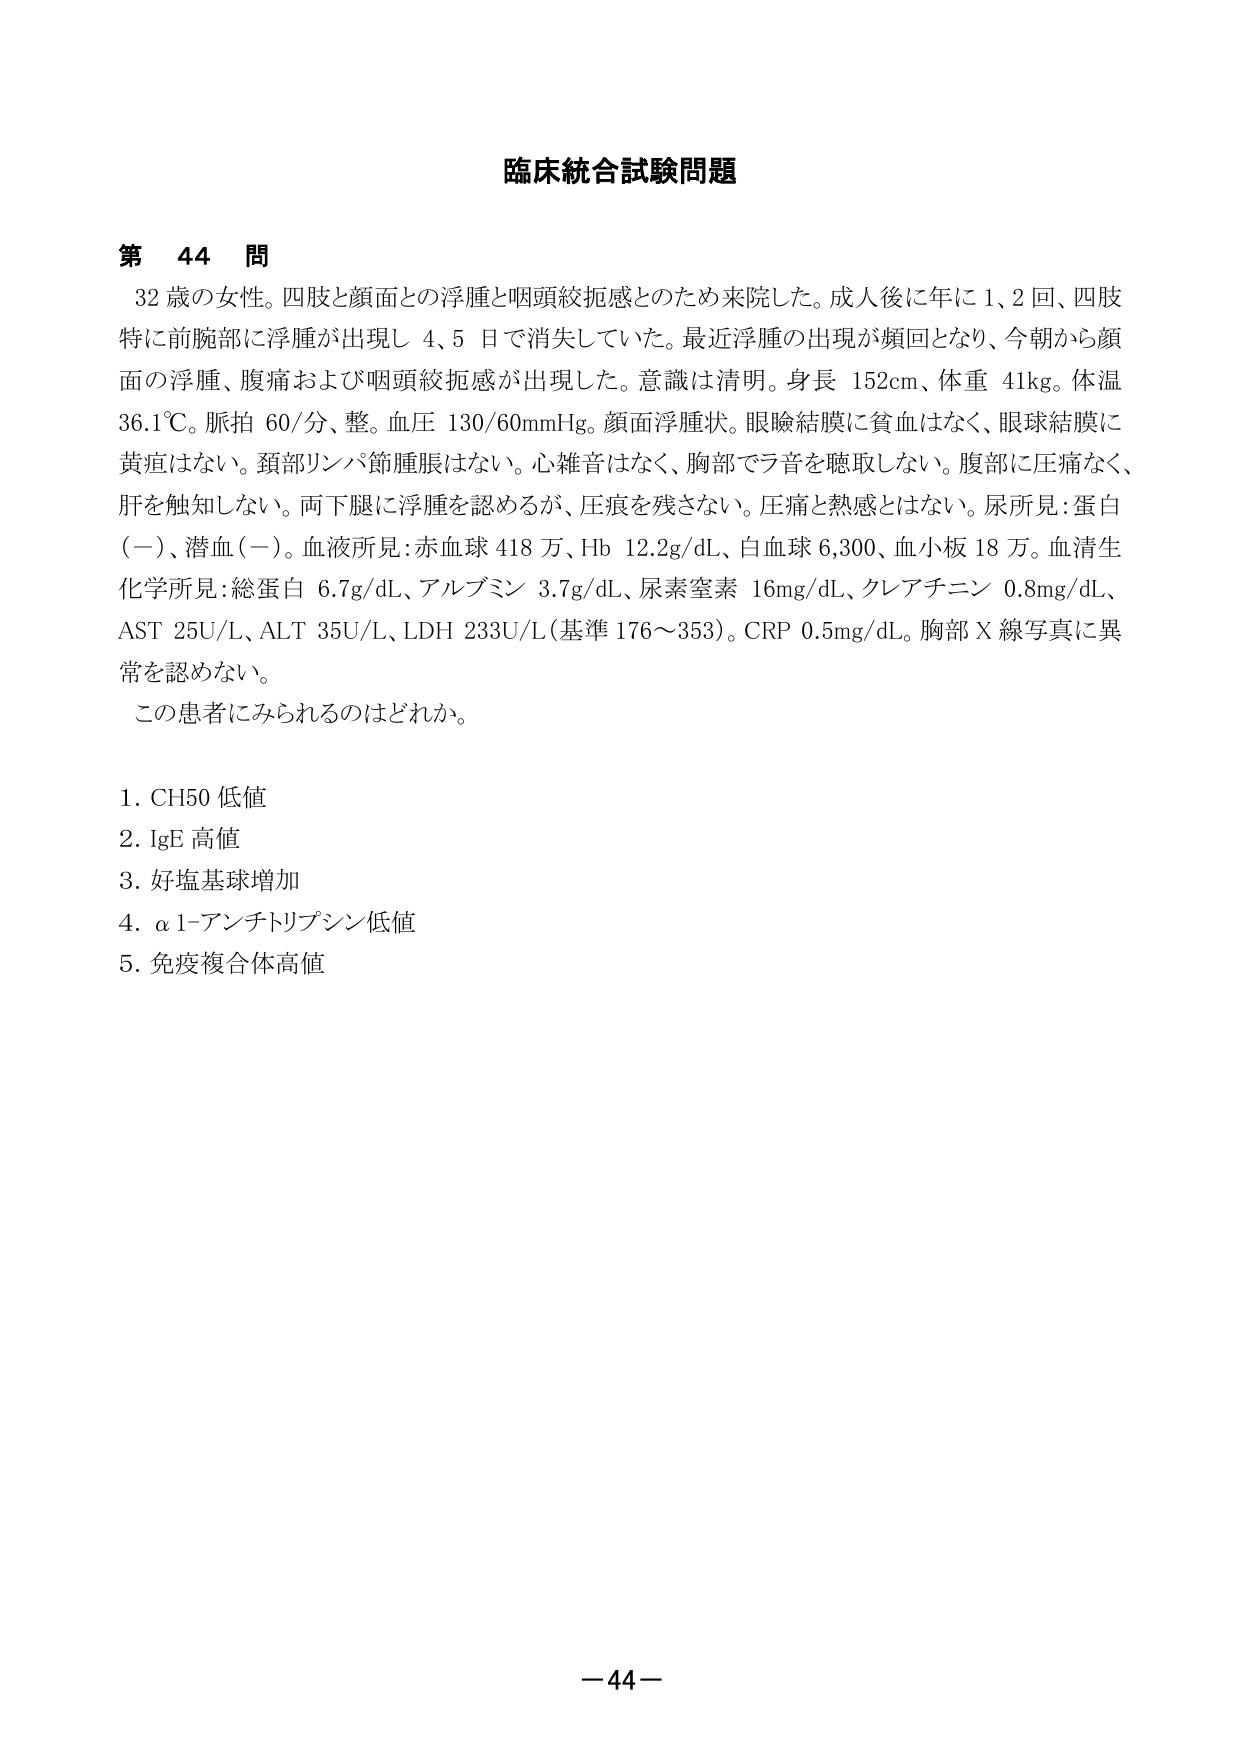 臨床統合試験問題
第 44 問
32 歳の女性。四肢と顔面との浮腫と咽頭絞扼感とのため来院した。成人後に年に 1、2 回、四肢
特に前腕部に浮腫が出現し 4、5 日で消失していた。最近浮腫の出現が頻回となり、今朝から顔
面の浮腫、腹痛および咽頭絞扼感が出現した。意識は清明。身長 152cm、体重 41kg。体温
36.1℃。脈拍 60/分、整。血圧 130/60mmHg。顔面浮腫状。眼瞼結膜に貧血はなく、眼球結膜に
黄疸はない。頚部リンパ節腫脹はない。心雑音はなく、胸部でラ音を聴取しない。腹部に圧痛なく、
肝を触知しない。両下腿に浮腫を認めるが、圧痕を残さない。圧痛と熱感とはない。尿所見：蛋白
（－）、潜血（－）。血液所見：赤血球 418 万、Hb 12.2g/dL、白血球 6,300、血小板 18 万。血清生
化学所見：総蛋白 6.7g/dL、アルブミン 3.7g/dL、尿素窒素 16mg/dL、クレアチニン 0.8mg/dL、
AST 25U/L、ALT 35U/L、LDH 233U/L（基準 176～353）。CRP 0.5mg/dL。胸部 X 線写真に異
常を認めない。
この患者にみられるのはどれか。
1. CH50 低値
2. IgE 高値
3. 好塩基球増加
4. α1-アンチトリプシン低値
5. 免疫複合体高値
－44－